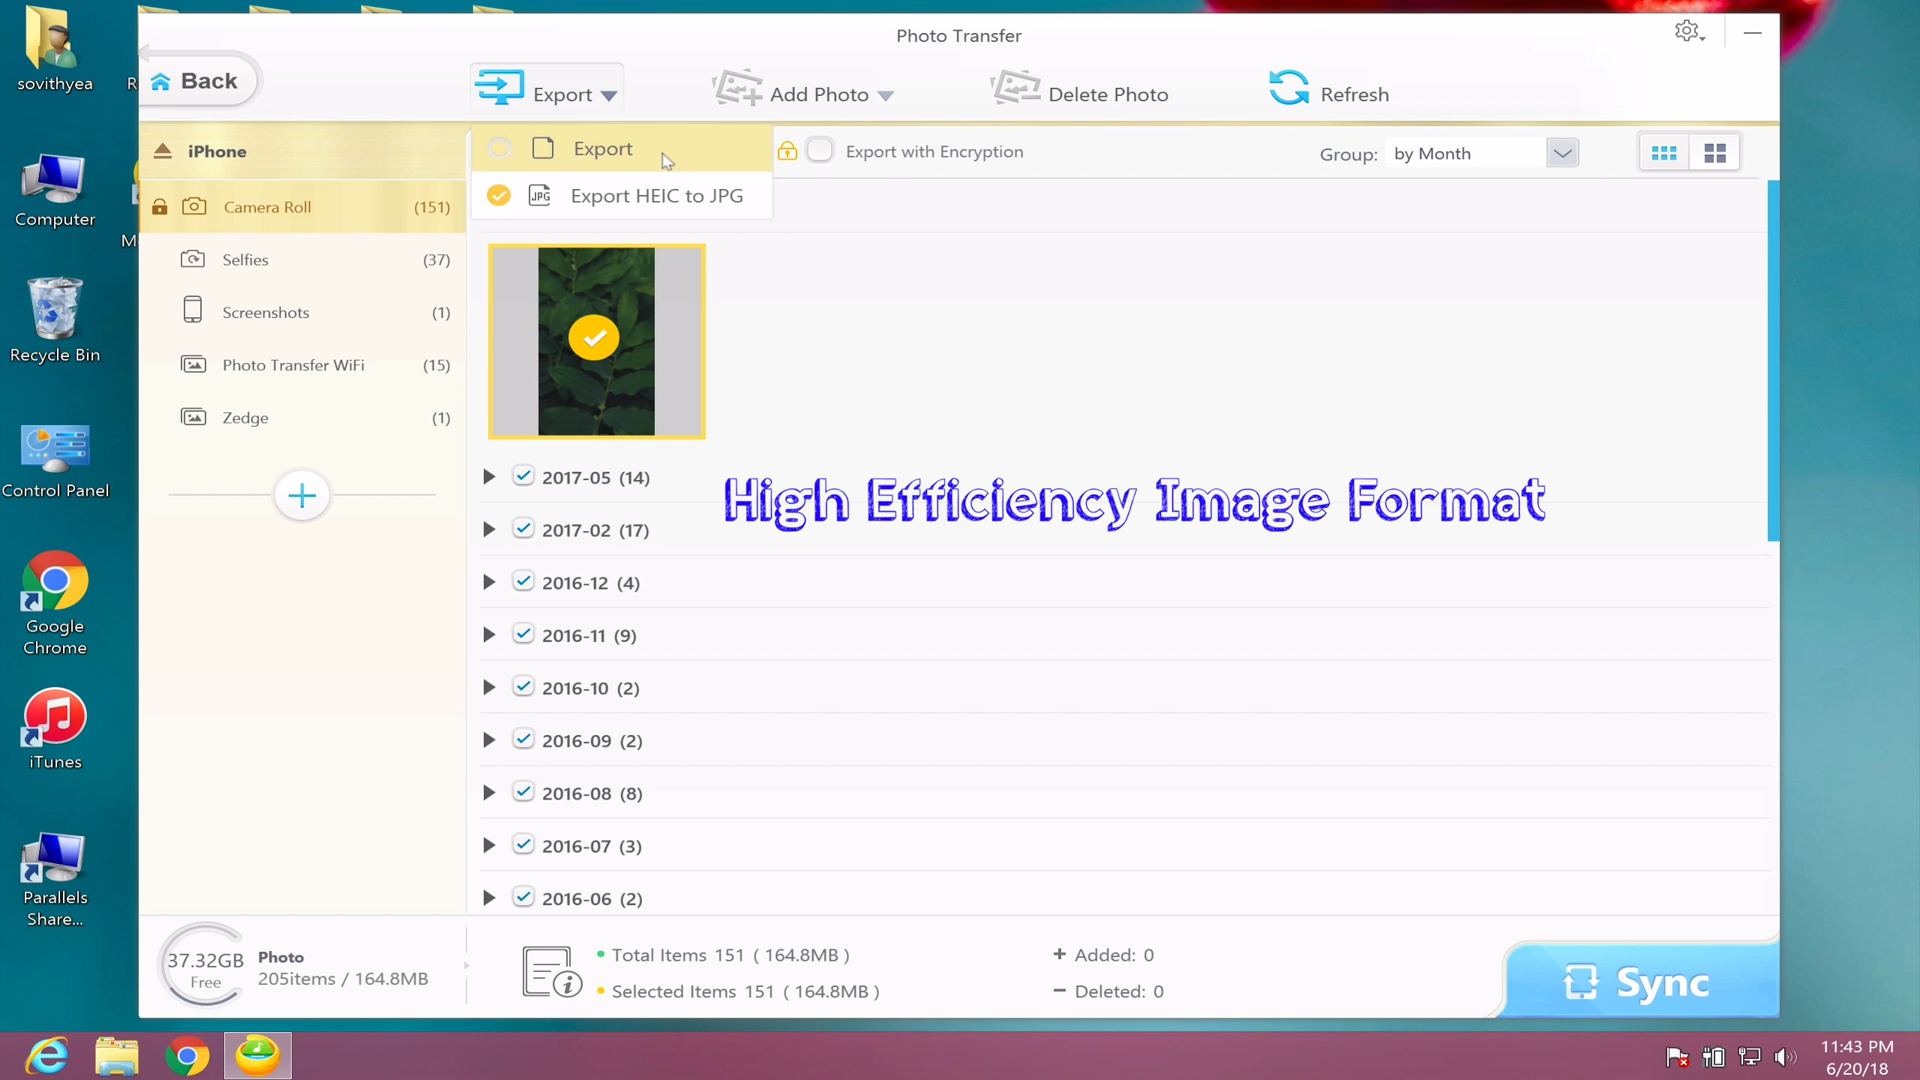 Photo Transfer
Back
Export
Add Photo
Delete Photo
Refresh
iPhone
Export
Export with Encryption
Group: by Month
JPG Export HEIC to JPG
Camera Roll (151)
Selfies (37)
Screenshots (1)
Photo Transfer WiFi (15)
Zedge (1)
2017-05 (14)
High Efficiency Image Format
2017-02 (17)
2016-12 (4)
2016-11 (9)
2016-10 (2)
2016-09 (2)
2016-08 (8)
2016-07 (3)
2016-06 (2)
37.32GB
Free
Photo
205items / 164.8MB
Total Items 151 ( 164.8MB )
Selected Items 151 ( 164.8MB )
+ Added: 0
− Deleted: 0
Sync
sovithyea
Computer
Recycle Bin
Control Panel
Google
Chrome
iTunes
Parallels
Share...
11:43 PM
6/20/18